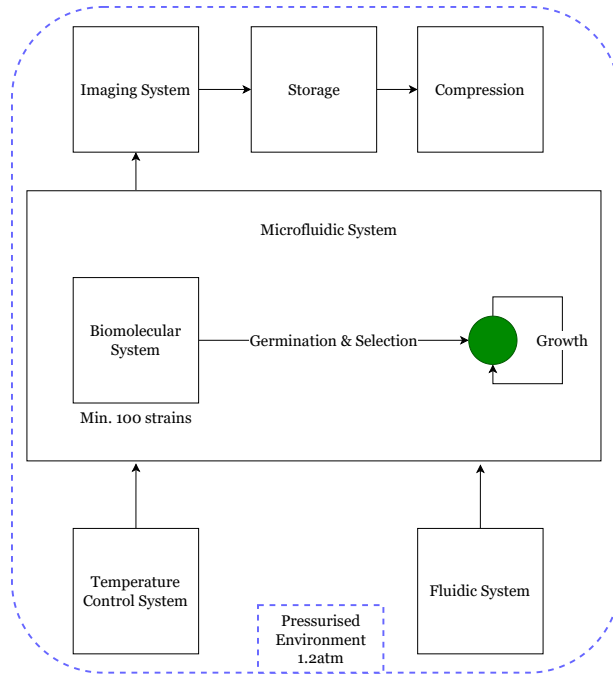 Imaging System
Storage
Compression
Microfluidic System
Biomolecular
System
Germination & Selection
Growth
Min. 100 strains
Temperature
Control System
Fluidic System
Pressurised
Environment
1.2atm